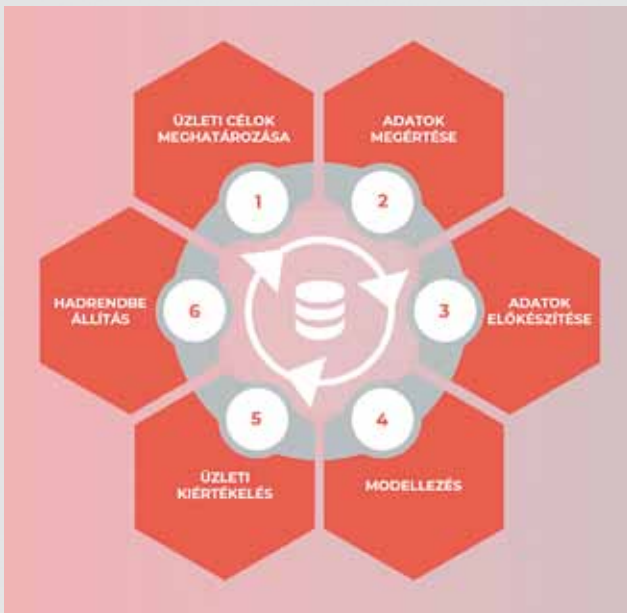 ÜZLETI CÉLOK
MEGHATÁROZÁSA
1
ADATOK
MEGÉRTÉSE
2
ADATOK
ELŐKÉSZÍTÉSE
3
MODELLEZÉS
4
ÜZLETI
KIÉRTÉKELÉS
5
HADRENDBE
ÁLLÍTÁS
6